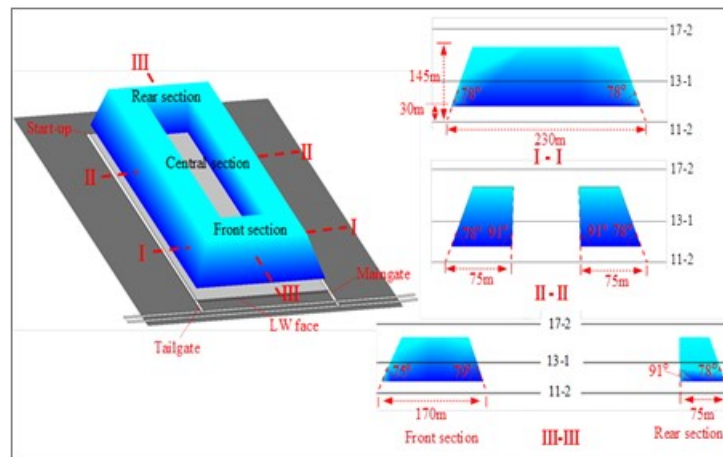 III
Rear section
Start-up
II
Central section
II
I
Front section
I
III
Maingate
LW face
Tailgate
17-2
145m
13-1
78°
78°
30m
11-2
230m
I - I
17-2
13-1
78° 91°
91° 78°
11-2
75m
75m
II - II
17-2
13-1
75°
79°
91°
78°
11-2
170m
75m
Front section
III-III
Rear section